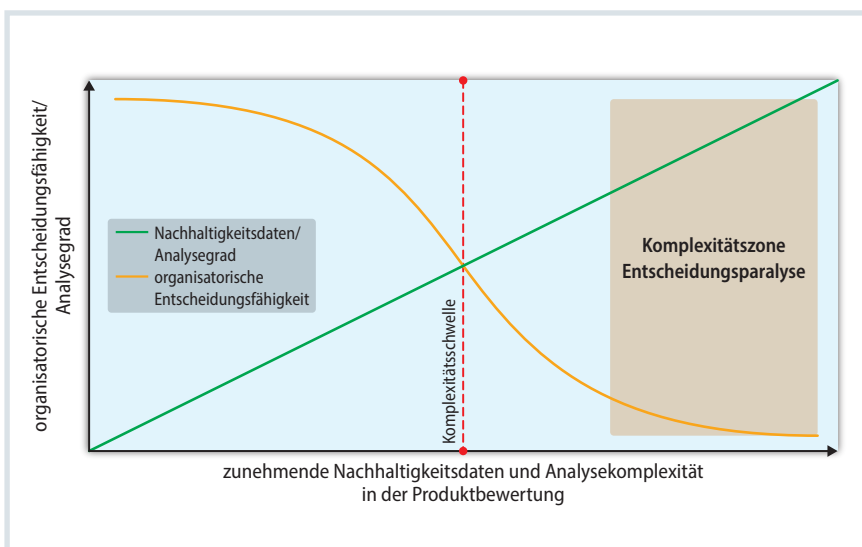 organisatorische Entscheidungsfähigkeit/
Analysegrad
Nachhaltigkeitsdaten/
Analysegrad
organisatorische
Entscheidungsfähigkeit
Komplexitätsschwelle
Komplexitätszone
Entscheidungsparalyse
zunehmende Nachhaltigkeitsdaten und Analysekomplexität
in der Produktbewertung